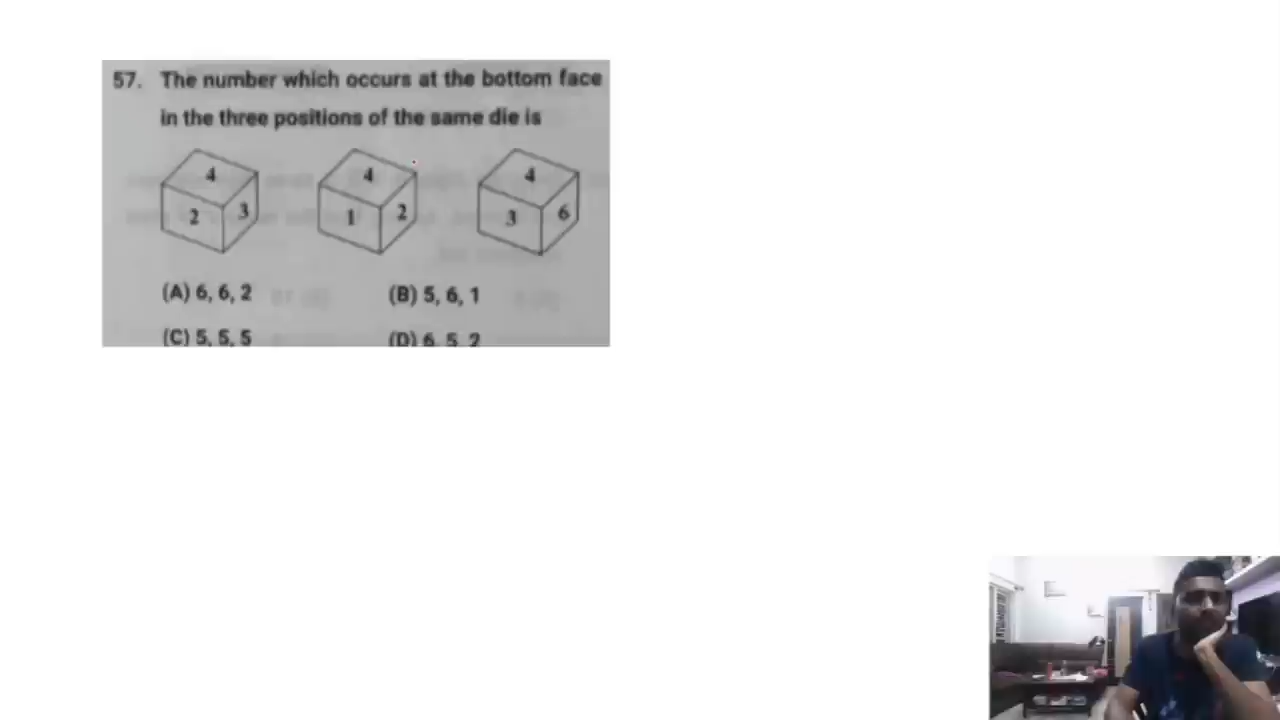 57. The number which occurs at the bottom face
in the three positions of the same die is
4 4 4
2 3 1 2 3 6
(A) 6, 6, 2 (B) 5, 6, 1
(C) 5, 5, 5 (D) 6, 5, 2